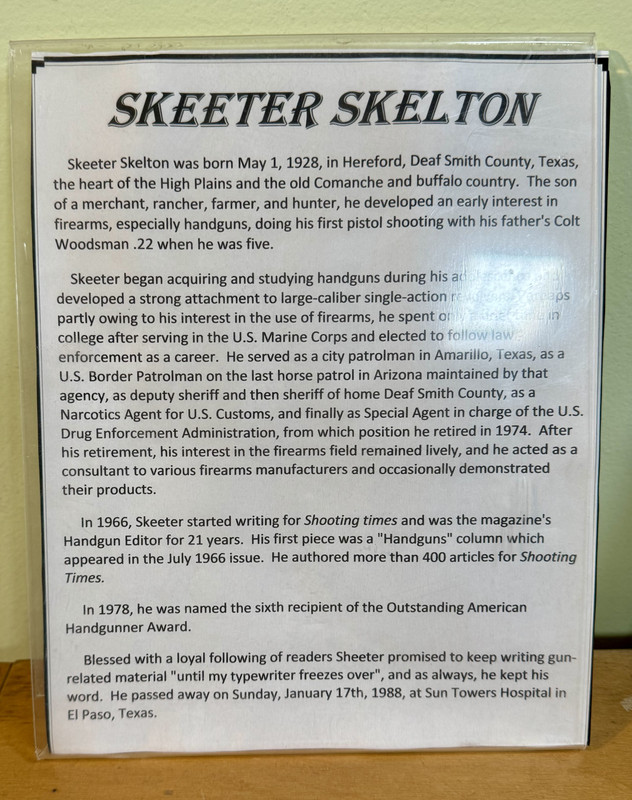 SKEETER SKELTON
Skeeter Skelton was born May 1, 1928, in Hereford, Deaf Smith County, Texas,
the heart of the High Plains and the old Comanche and buffalo country. The son
of a merchant, rancher, farmer, and hunter, he developed an early interest in
firearms, especially handguns, doing his first pistol shooting with his father's Colt
Woodsman .22 when he was five.
Skeeter began acquiring and studying handguns during his
developed a strong attachment to large-caliber single-action
partly owing to his interest in the use of firearms, he spent only in
college after serving in the U.S. Marine Corps and elected to follow law
enforcement as a career. He served as a city patrolman in Amarillo, Texas, as a
U.S. Border Patrolman on the last horse patrol in Arizona maintained by that
agency, as deputy sheriff and then sheriff of home Deaf Smith County, as a
Narcotics Agent for U.S. Customs, and finally as Special Agent in charge of the U.S.
Drug Enforcement Administration, from which position he retired in 1974. After
his retirement, his interest in the firearms field remained lively, and he acted as a
consultant to various firearms manufacturers and occasionally demonstrated
their products.
In 1966, Skeeter started writing for Shooting times and was the magazine's
Handgun Editor for 21 years. His first piece was a "Handguns" column which
appeared in the July 1966 issue. He authored more than 400 articles for Shooting
Times.
In 1978, he was named the sixth recipient of the Outstanding American
Handgunner Award.
Blessed with a loyal following of readers Sheeter promised to keep writing gun-
related material "until my typewriter freezes over", and as always, he kept his
word. He passed away on Sunday, January 17th, 1988, at Sun Towers Hospital in
El Paso, Texas.